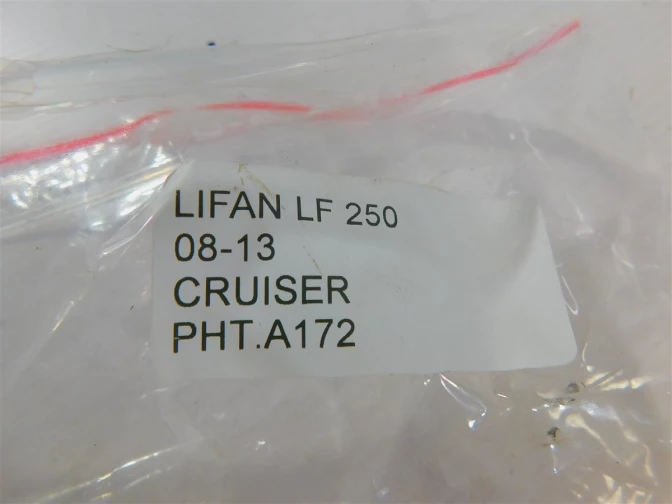 LIFAN LF 250
08-13
CRUISER
PHT.A172